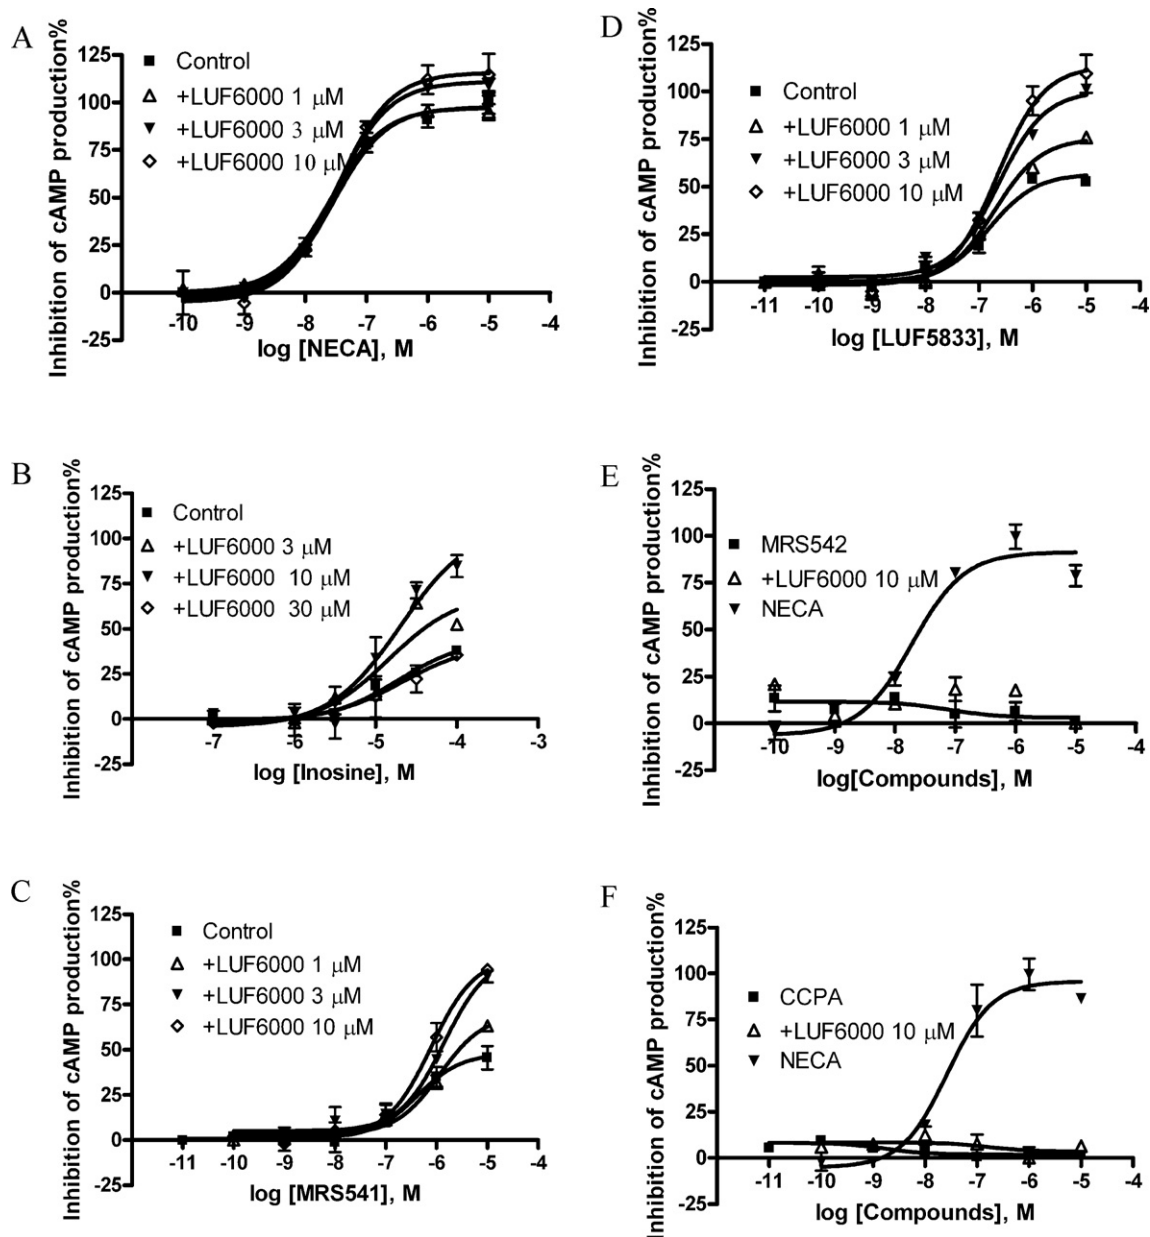 A
Inhibition of cAMP production%
125
100
75
50
25
0
-25
Control
+LUF6000 1 μM
+LUF6000 3 μM
+LUF6000 10 μM
-10 -9 -8 -7 -6 -5 -4
log [NECA], M
D
Inhibition of cAMP production%
125
100
75
50
25
0
-25
Control
+LUF6000 1 μM
+LUF6000 3 μM
+LUF6000 10 μM
-11 -10 -9 -8 -7 -6 -5 -4
log [LUF5833], M
B
Inhibition of cAMP production%
125
100
75
50
25
0
-25
Control
+LUF6000 3 μM
+LUF6000 10 μM
+LUF6000 30 μM
-7 -6 -5 -4 -3
log [Inosine], M
E
Inhibition of cAMP production%
125
100
75
50
25
0
-25
MRS542
+LUF6000 10 μM
NECA
-10 -9 -8 -7 -6 -5 -4
log[Compounds], M
C
Inhibition of cAMP production%
125
100
75
50
25
0
-25
Control
+LUF6000 1 μM
+LUF6000 3 μM
+LUF6000 10 μM
-11 -10 -9 -8 -7 -6 -5 -4
log [MRS541], M
F
Inhibition of cAMP production%
125
100
75
50
25
0
-25
CCPA
+LUF6000 10 μM
NECA
-11 -10 -9 -8 -7 -6 -5 -4
log [Compounds], M